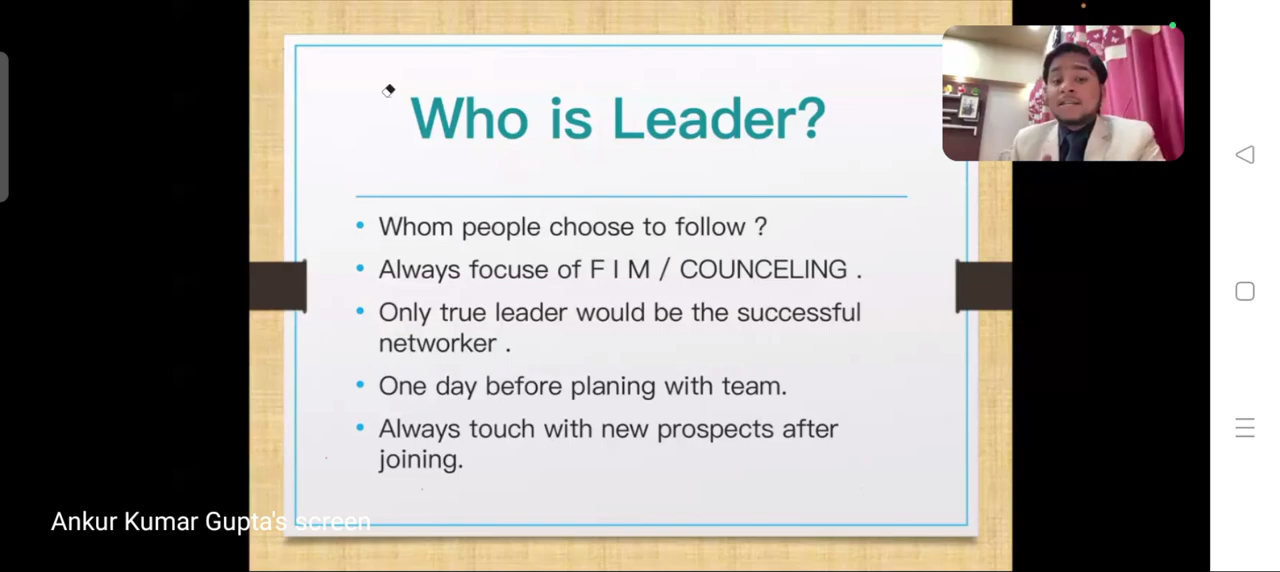 Who is Leader?
Whom people choose to follow ?
Always focuse of F I M / COUNCELING .
Only true leader would be the successful
networker .
One day before planing with team.
Always touch with new prospects after
joining.
Ankur Kumar Gupta's screen